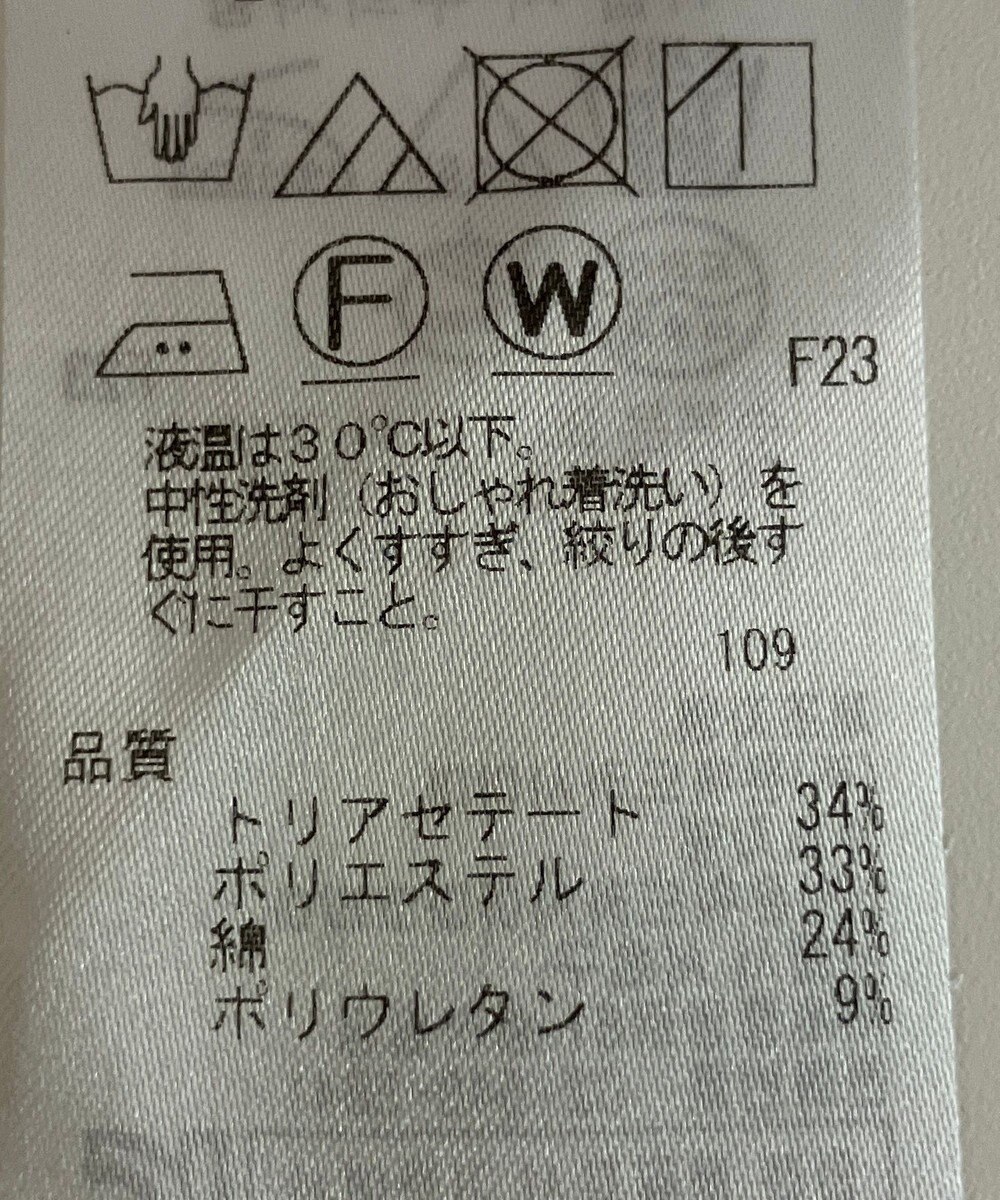 F W
F23
液温は30℃以下。
中性洗剤（おしゃれ着洗い）を
使用。よくすすぎ、絞りの後す
ぐに干すこと。
109
品質
トリアセテート 34%
ポリエステル 33%
綿 24%
ポリウレタン 9%